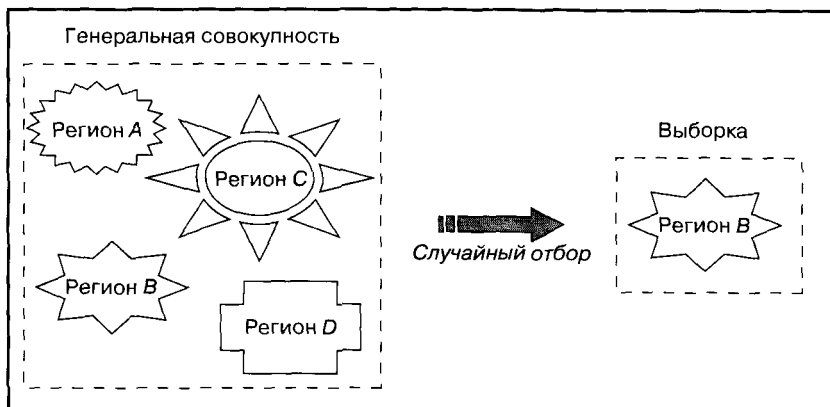 Генеральная совокупность
Регион A
Регион C
Регион B
Регион D
Случайный отбор
Выборка
Регион B